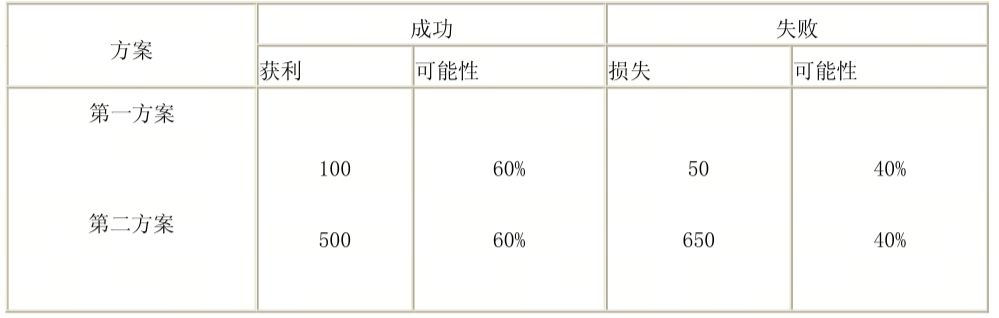 方案 成功 失败
获利 可能性 损失 可能性
第一方案
100 60% 50 40%
第二方案
500 60% 650 40%